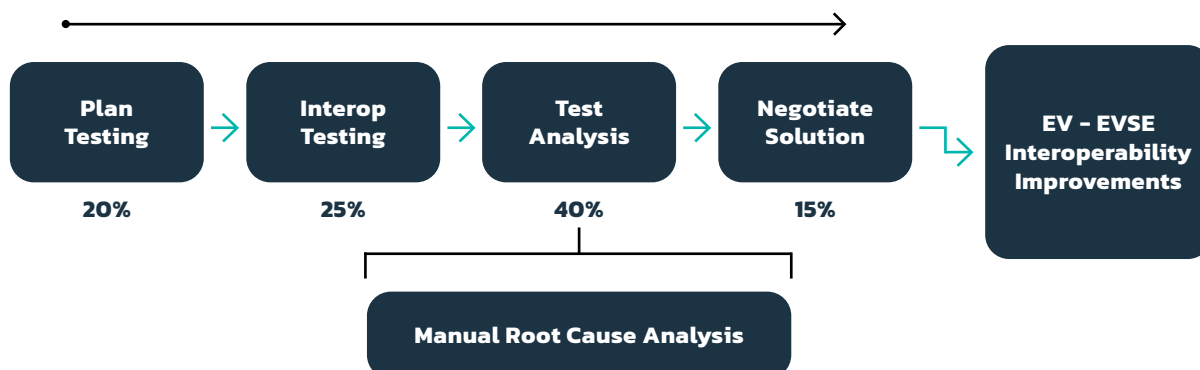 Plan
Testing
Interop
Testing
Test
Analysis
Negotiate
Solution
EV - EVSE
Interoperability
Improvements
20%
25%
40%
15%
Manual Root Cause Analysis